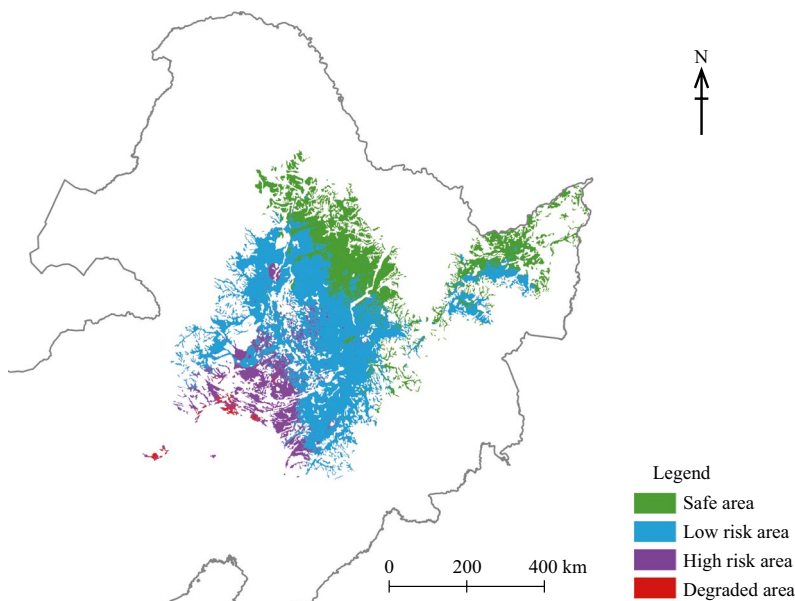 N
Legend
Safe area
Low risk area
High risk area
Degraded area
0 200 400 km